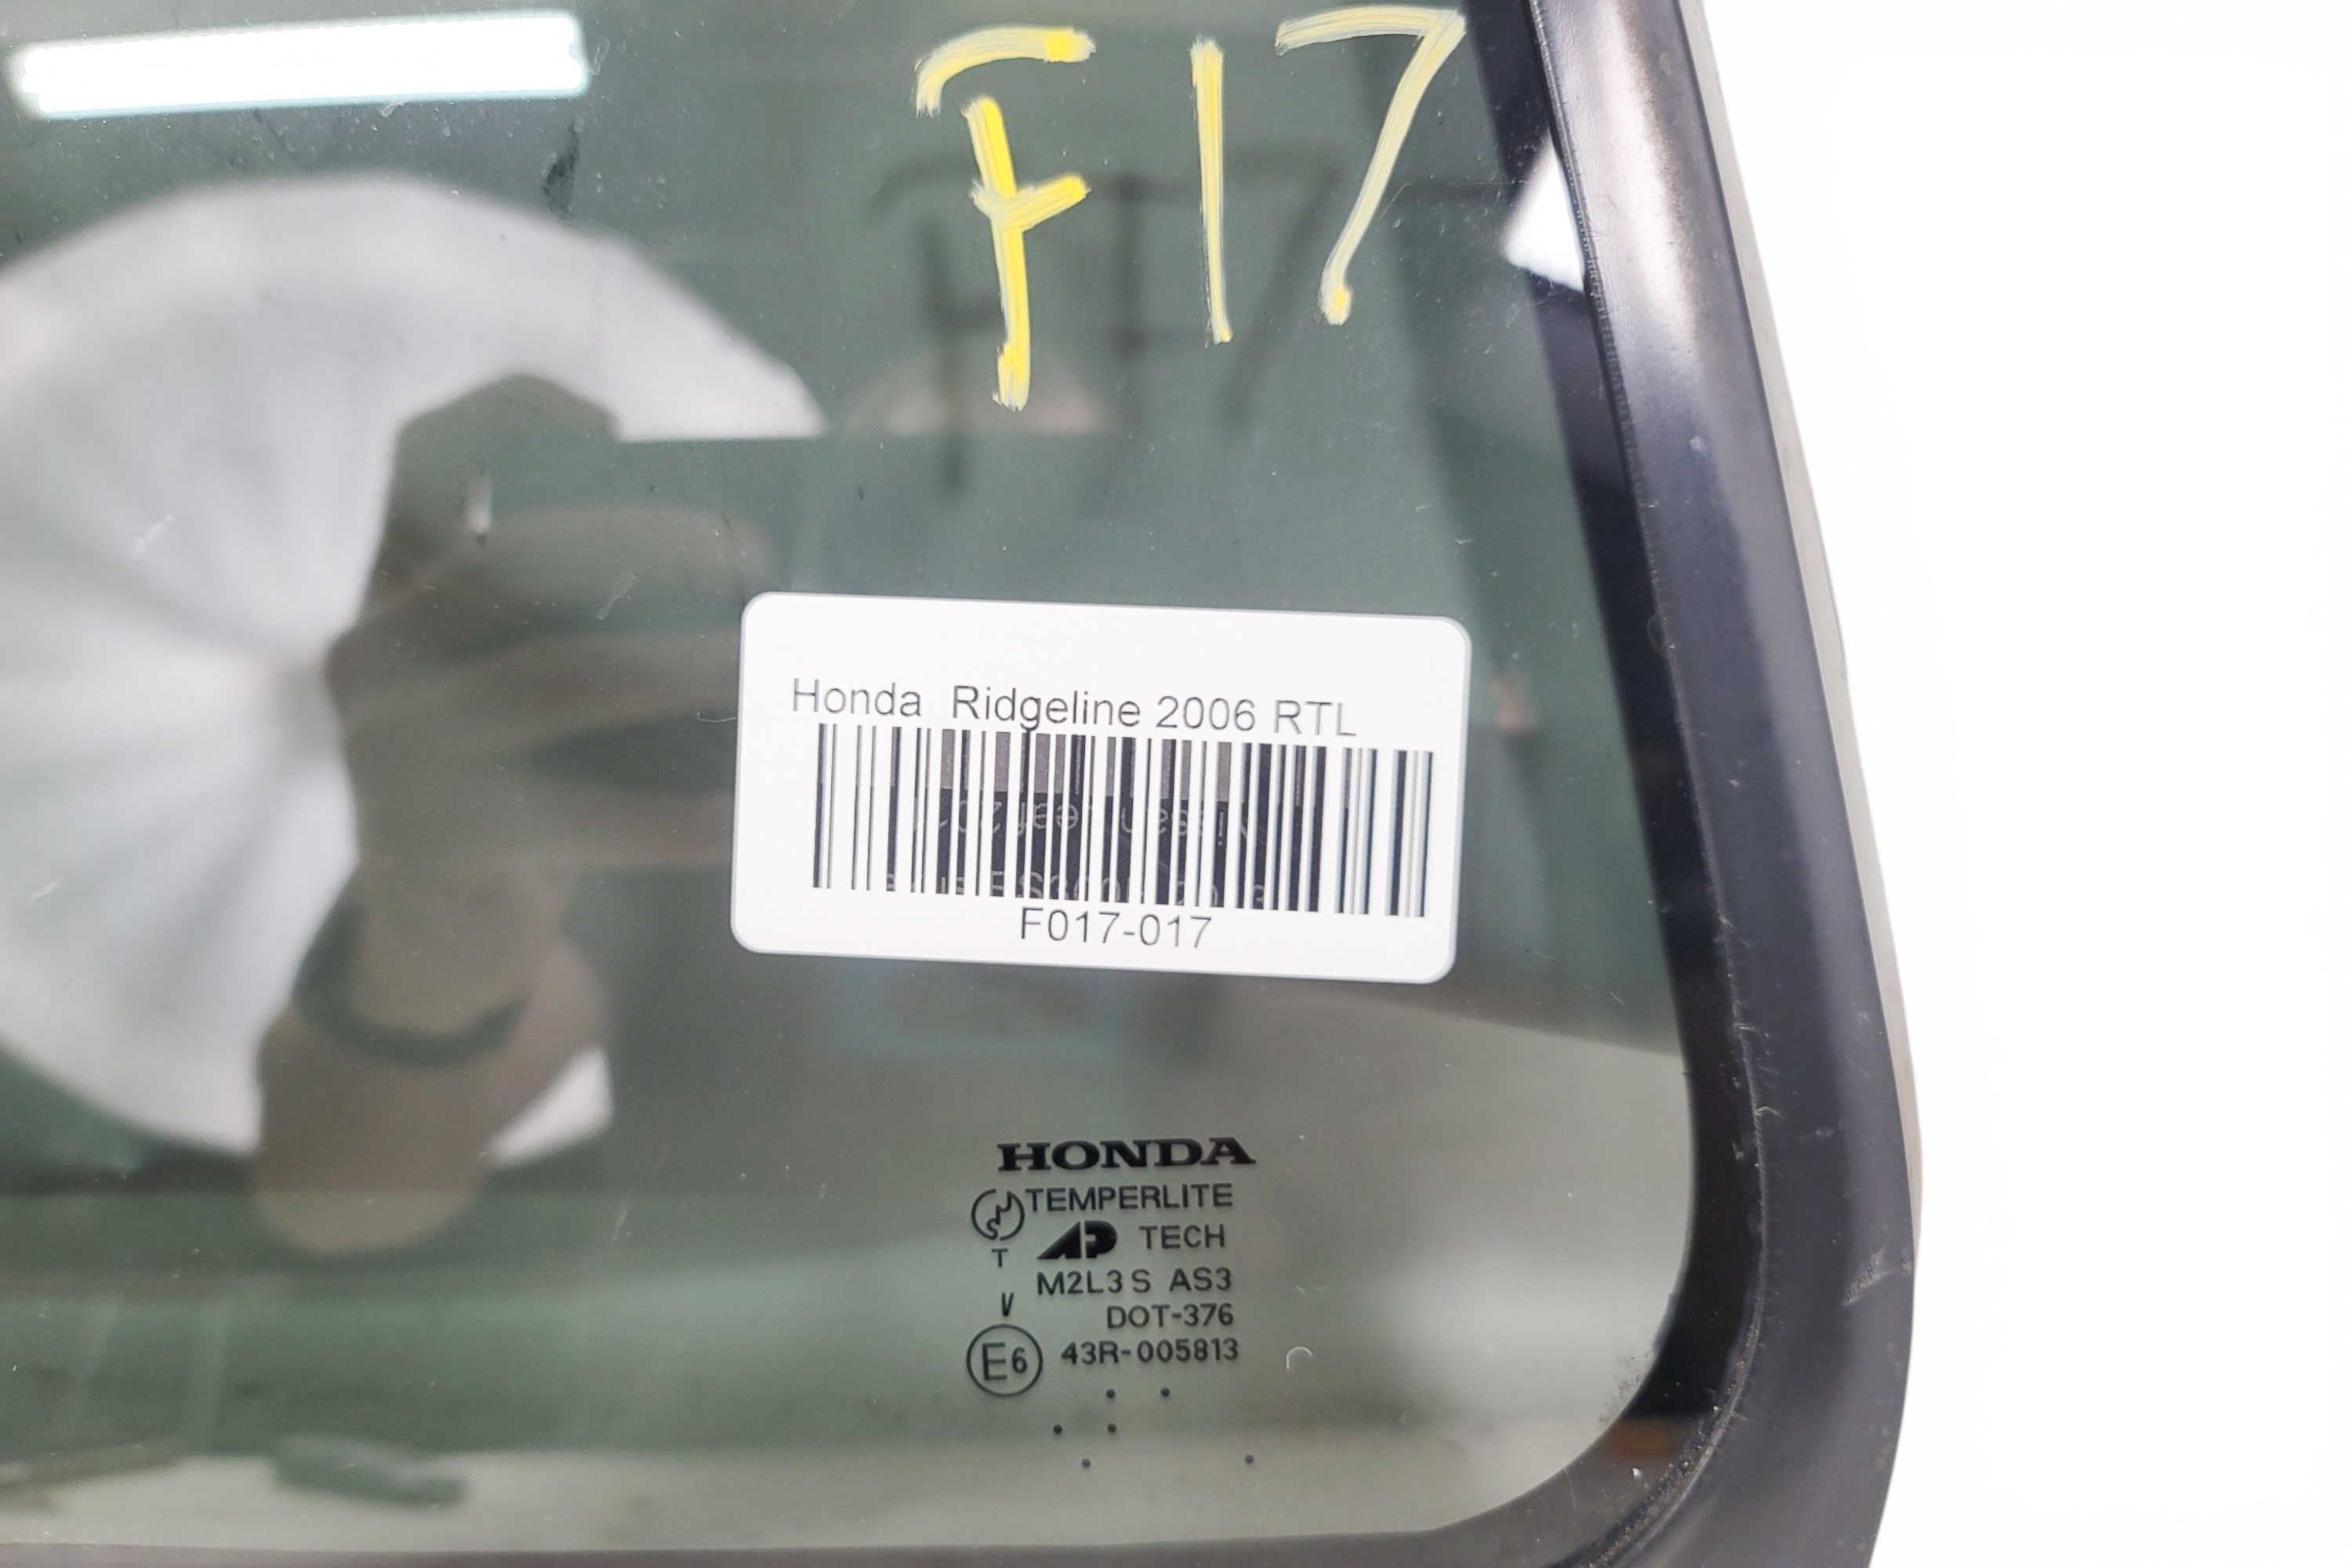 F17
Honda Ridgeline 2006 RTL
F017-017
HONDA
TEMPERLITE
AP TECH
T
M2L3 S AS3
V
DOT-376
E6 43R-005813